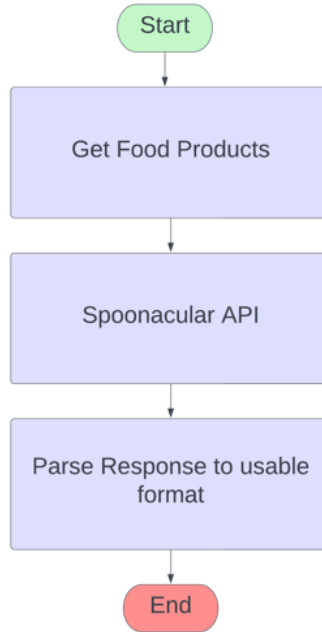 Start
Get Food Products
Spoonacular API
Parse Response to usable
format
End